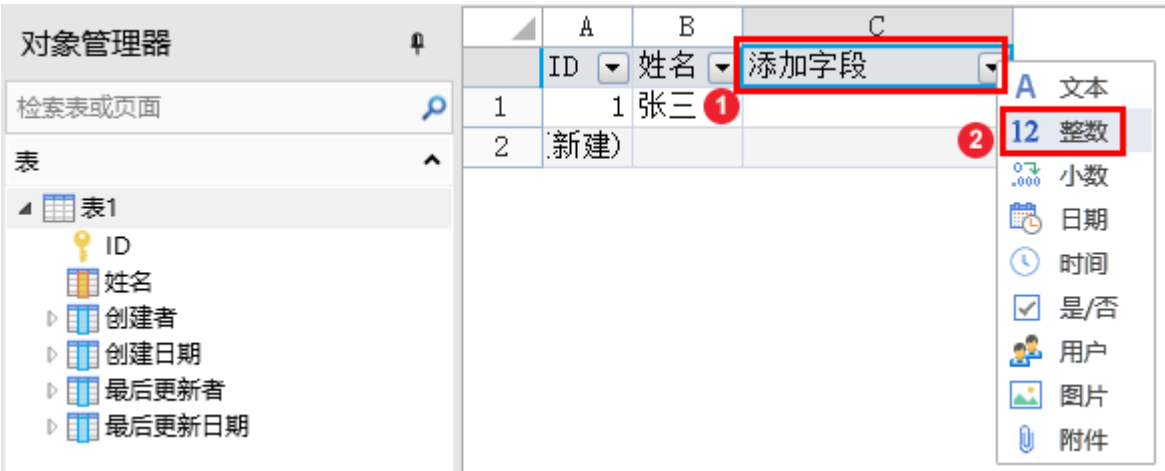 对象管理器
检索表或页面
表
表1
ID
姓名
创建者
创建日期
最后更新者
最后更新日期
A B C
ID 姓名 添加字段
1 1 张三 1
2 (新建)
A 文本
2 12 整数
.000 小数
日期
时间
是/否
用户
图片
附件